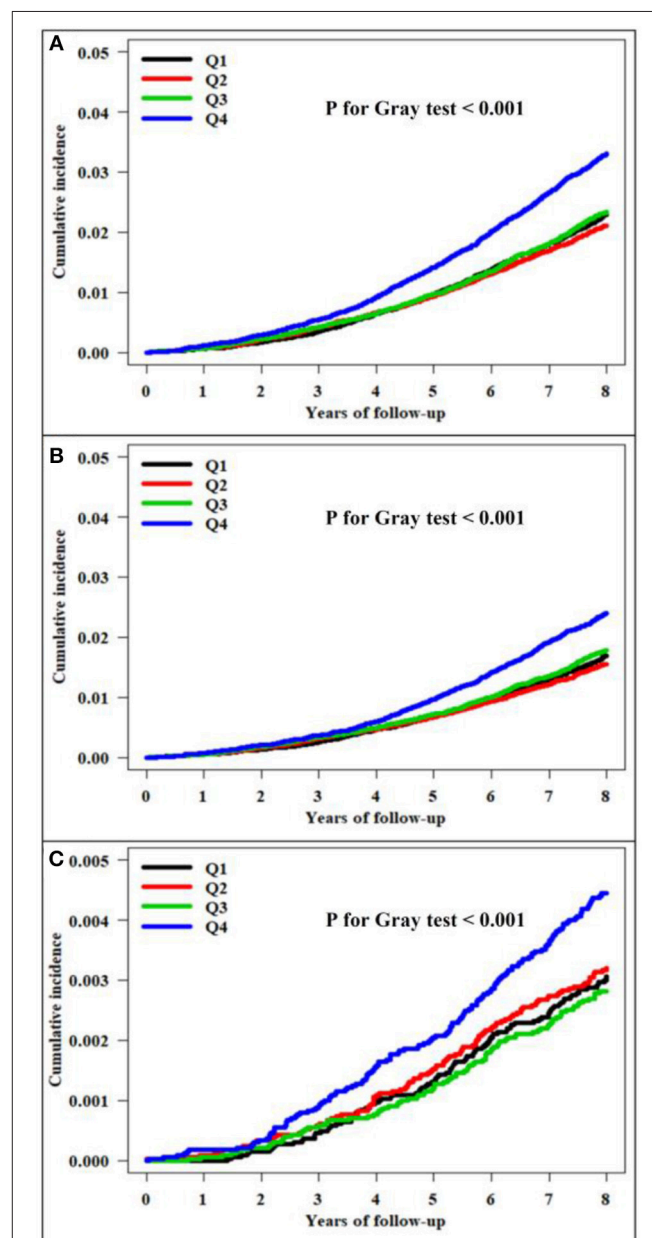 A
0.05
0.04
0.03
0.02
0.01
0.00
Cumulative incidence
Q1
Q2
Q3
Q4
P for Gray test < 0.001
0 1 2 3 4 5 6 7 8
Years of follow-up
B
0.05
0.04
0.03
0.02
0.01
0.00
Cumulative incidence
Q1
Q2
Q3
Q4
P for Gray test < 0.001
0 1 2 3 4 5 6 7 8
Years of follow-up
C
0.005
0.004
0.003
0.002
0.001
0.000
Cumulative incidence
Q1
Q2
Q3
Q4
P for Gray test < 0.001
0 1 2 3 4 5 6 7 8
Years of follow-up